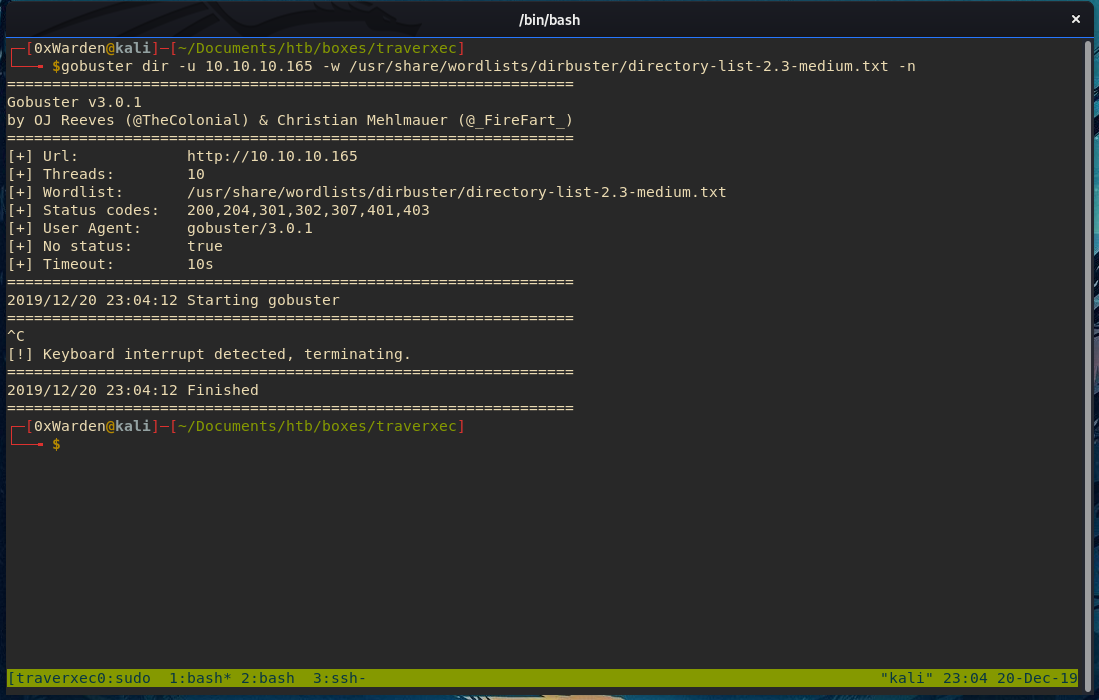 /bin/bash ×
┌─[0xWarden@kali]─[~/Documents/htb/boxes/traverxec]
└──╼ $gobuster dir -u 10.10.10.165 -w /usr/share/wordlists/dirbuster/directory-list-2.3-medium.txt -n
===============================================================
Gobuster v3.0.1
by OJ Reeves (@TheColonial) & Christian Mehlmauer (@_FireFart_)
===============================================================
[+] Url:            http://10.10.10.165
[+] Threads:        10
[+] Wordlist:       /usr/share/wordlists/dirbuster/directory-list-2.3-medium.txt
[+] Status codes:   200,204,301,302,307,401,403
[+] User Agent:     gobuster/3.0.1
[+] No status:      true
[+] Timeout:        10s
===============================================================
2019/12/20 23:04:12 Starting gobuster
===============================================================
^C
[!] Keyboard interrupt detected, terminating.
===============================================================
2019/12/20 23:04:12 Finished
===============================================================
┌─[0xWarden@kali]─[~/Documents/htb/boxes/traverxec]
└──╼ $
[traverxec0:sudo  1:bash* 2:bash  3:ssh- "kali" 23:04 20-Dec-19